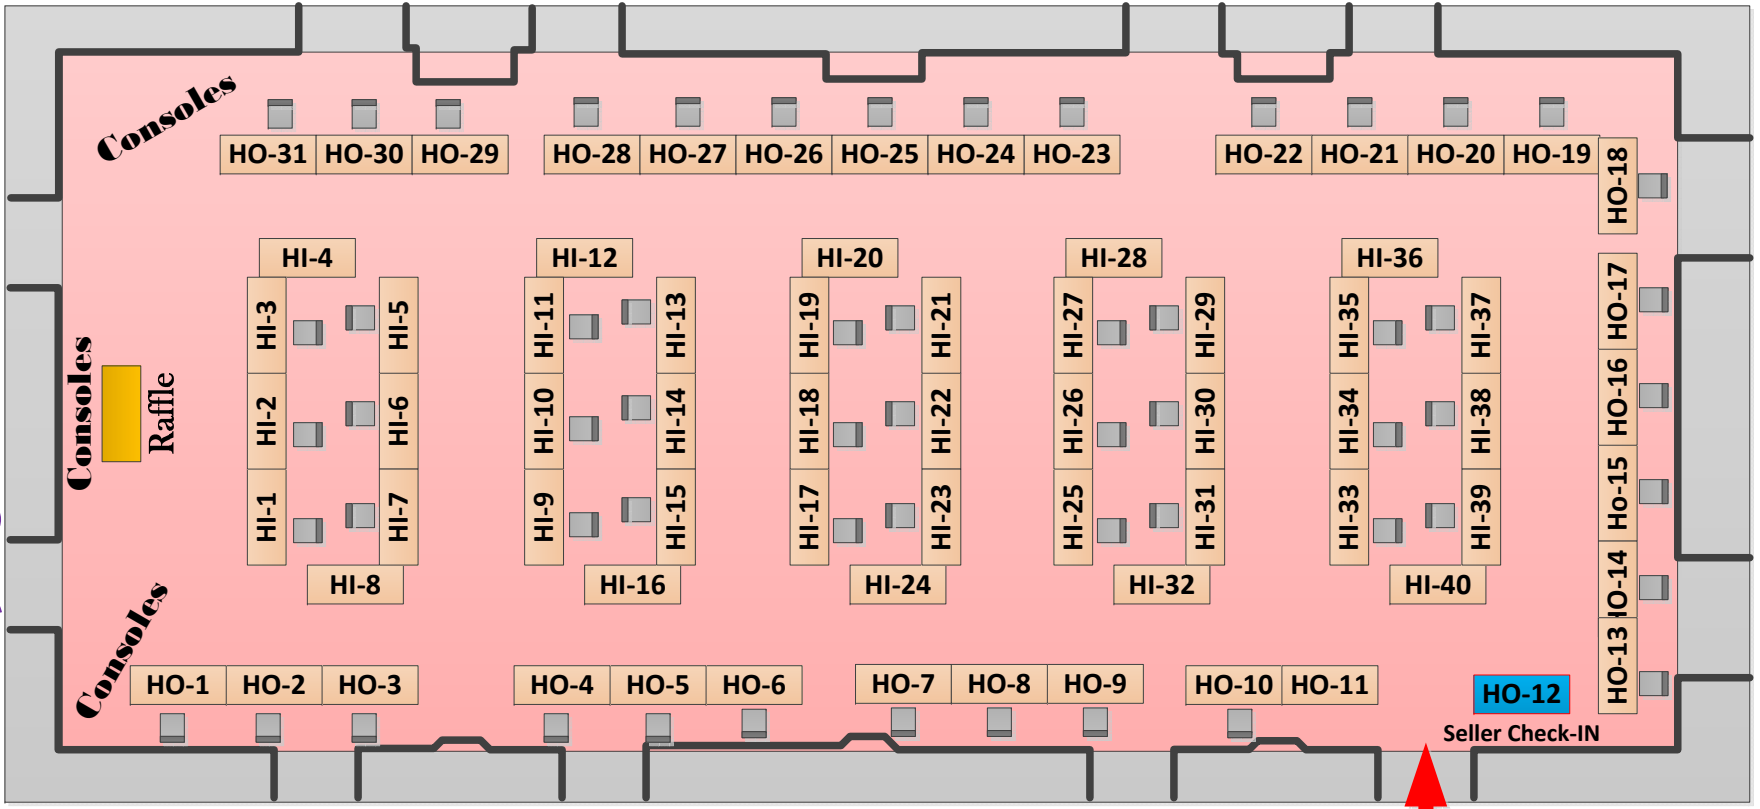 Consoles
HO-31 HO-30 HO-29 HO-28 HO-27 HO-26 HO-25 HO-24 HO-23 HO-22 HO-21 HO-20 HO-19
HO-18
HI-4 HI-12 HI-20 HI-28 HI-36
HI-3 HI-5 HI-11 HI-13 HI-19 HI-21 HI-27 HI-29 HI-35 HI-37 HO-17
Consoles
Raffle
HI-2 HI-6 HI-10 HI-14 HI-18 HI-22 HI-26 HI-30 HI-34 HI-38 HO-16
HI-1 HI-7 HI-9 HI-15 HI-17 HI-23 HI-25 HI-31 HI-33 HI-39 Ho-15
HI-8 HI-16 HI-24 HI-32 HI-40
IO-14
Consoles
HO-1 HO-2 HO-3 HO-4 HO-5 HO-6 HO-7 HO-8 HO-9 HO-10 HO-11 HO-12 HO-13
Seller Check-IN